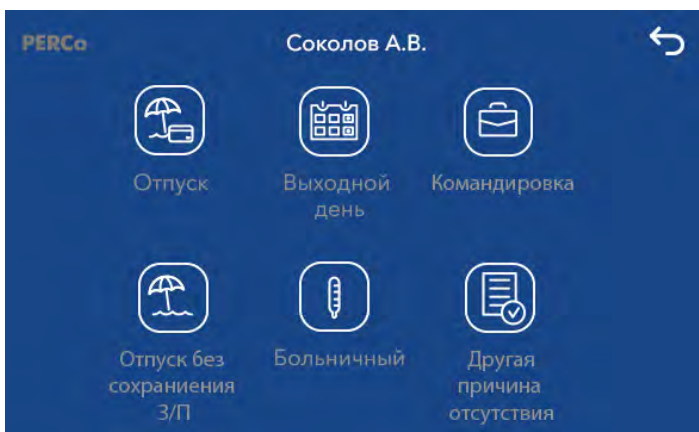 PERCo
Соколов А.В.
Отпуск
Выходной
день
Командировка
Отпуск без
сохраниения
З/П
Больничный
Другая
причина
отсутствия